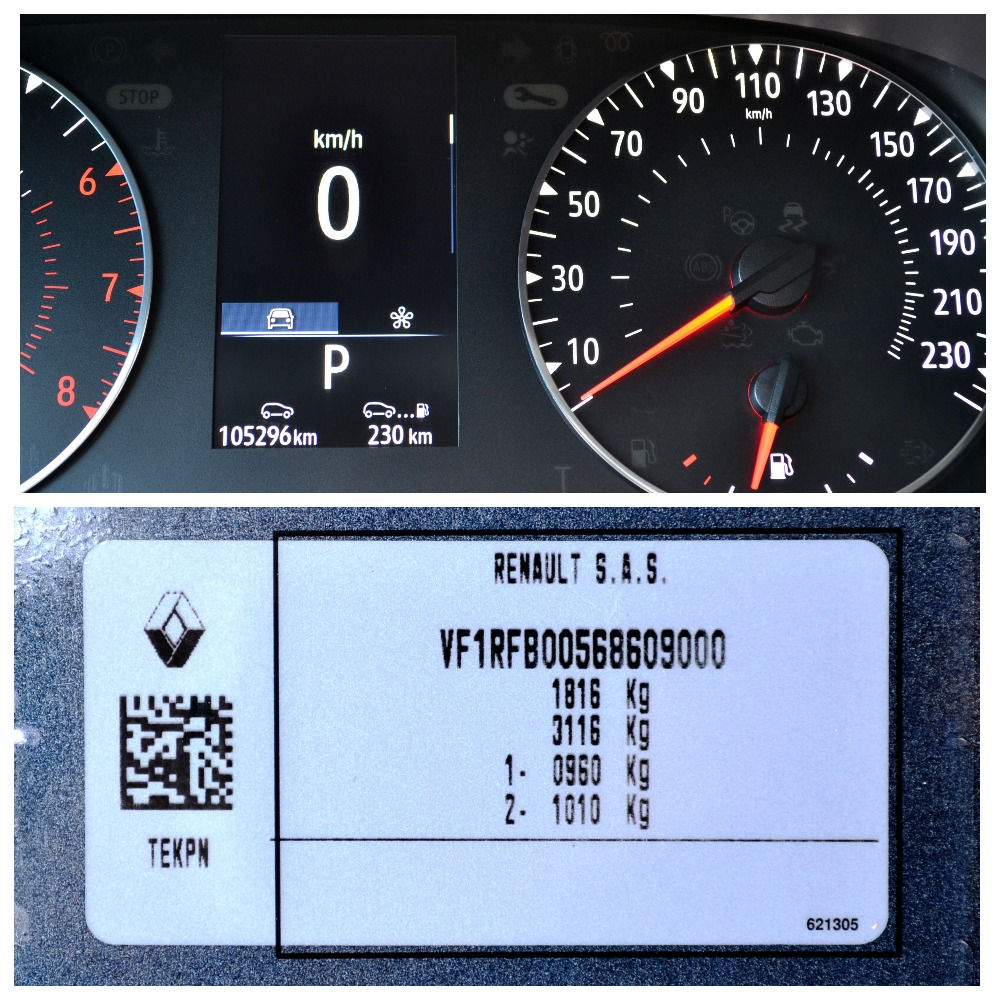 P
STOP
6
7
8
km/h
0
P
105296km
230 km
10
30
50
70
90
110
130
150
170
190
210
230
km/h
P
ABS
RENAULT S.A.S.
VF1RFB00568609000
1816 Kg
3116 Kg
1- 0960 Kg
2- 1010 Kg
TEKPN
621305